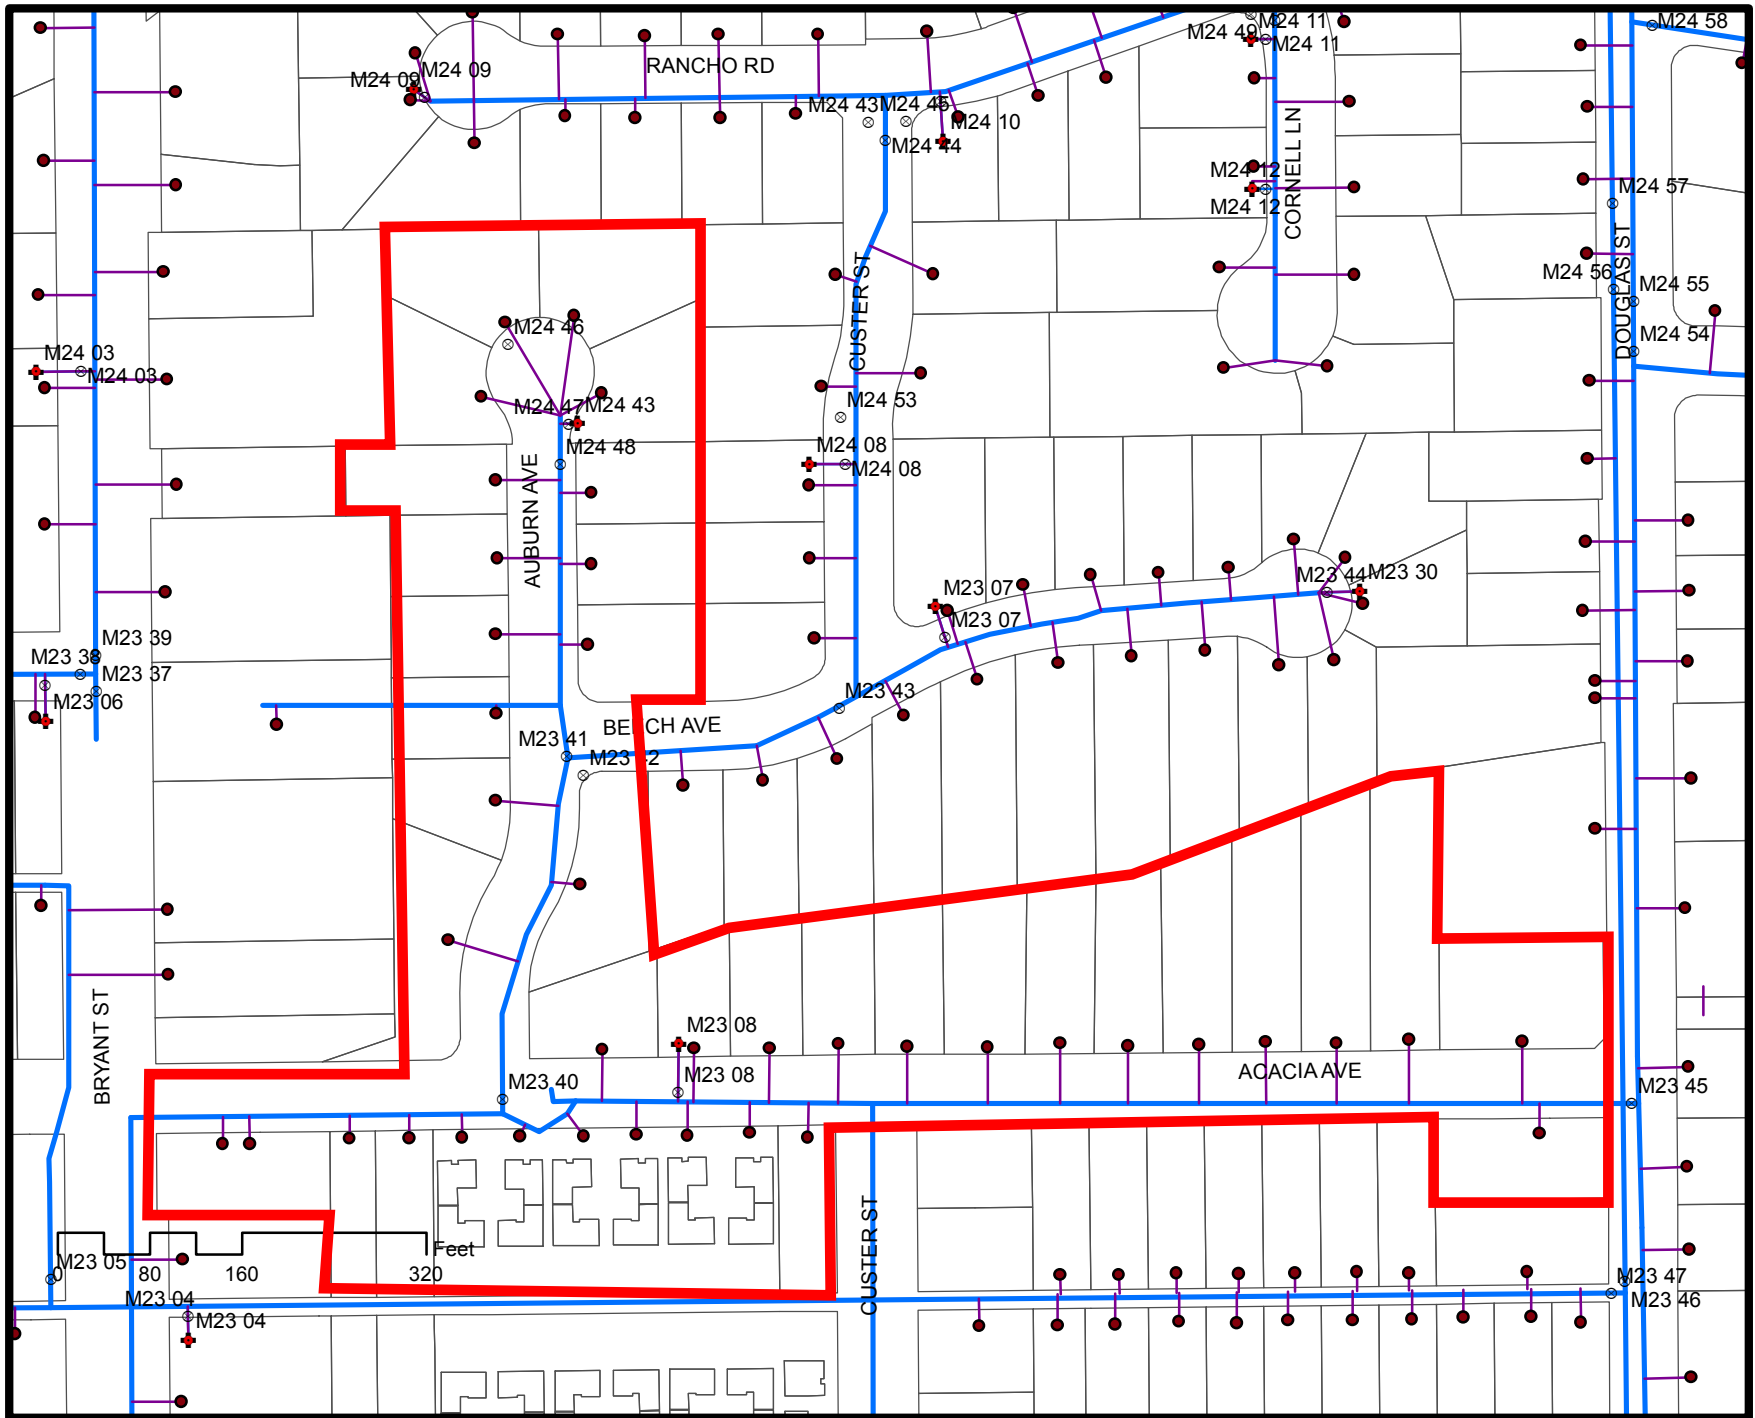 M24 11
M24 58
M24 49
M24 11
RANCHO RD
M24 09
M24 09
M24 43
M24 45
M24 10
M24 44
CORNELL LN
M24 12
M24 12
M24 57
DOUGLAS ST
M24 56
M24 55
M24 54
CUSTER ST
M24 46
M24 03
M24 03
M24 47
M24 43
M24 53
M24 48
M24 08
M24 08
AUBURN AVE
M23 44
M23 30
M23 07
M23 07
M23 39
M23 38
M23 37
M23 06
M23 43
BEECH AVE
M23 41
M23 42
BRYANT ST
M23 08
M23 08
M23 40
ACACIA AVE
M23 45
CUSTER ST
Feet
M23 05
0
80
160
320
M23 04
M23 04
M23 47
M23 46